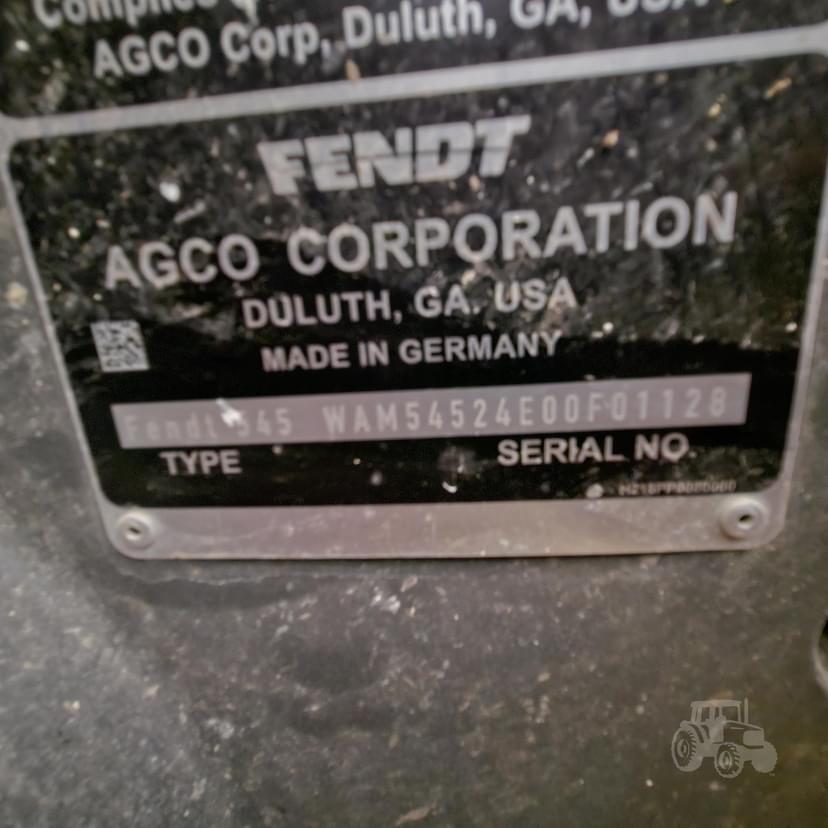 Complies
AGCO Corp, Duluth, GA, USA
FENDT
AGCO CORPORATION
DULUTH, GA. USA
MADE IN GERMANY
Fendt 545 WAM54524E00F01128
TYPE SERIAL NO.